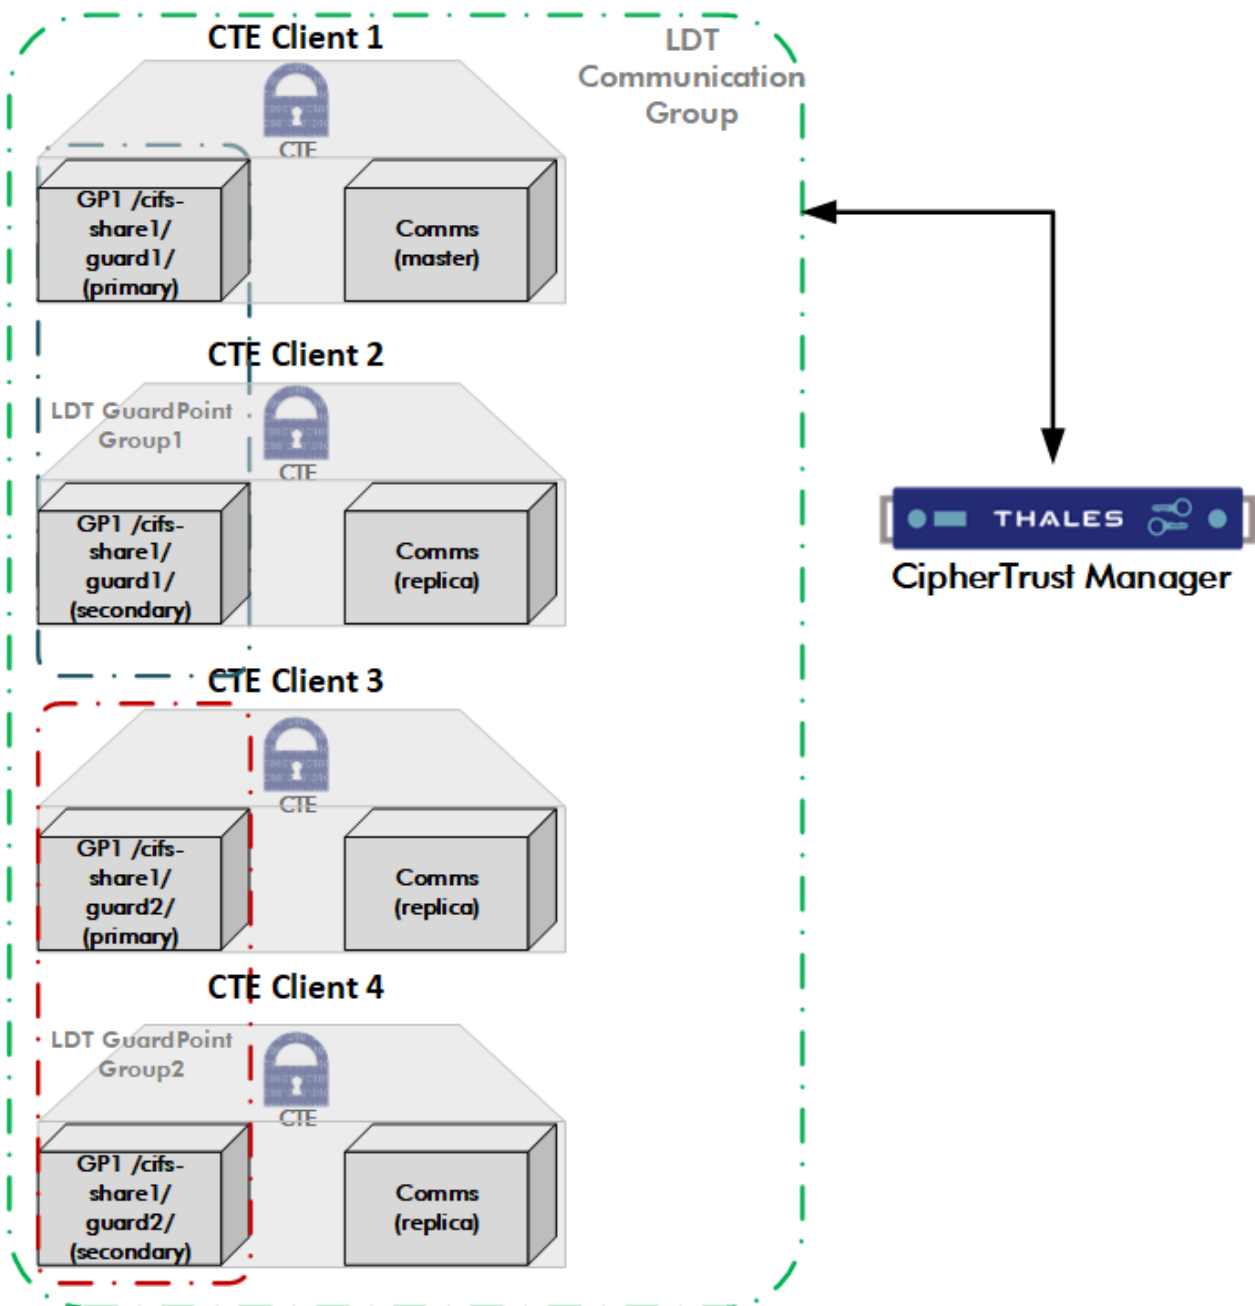 CTE Client 1
LDT
Communication
Group
CTE
GP1 /cifs-
share1/
guard1/
(primary)
Comms
(master)
CTE Client 2
LDT GuardPoint
Group1
CTE
GP1 /cifs-
share1/
guard1/
(secondary)
Comms
(replica)
THALES
CipherTrust Manager
CTE Client 3
CTE
GP1 /cifs-
share1/
guard2/
(primary)
Comms
(replica)
CTE Client 4
LDT GuardPoint
Group2
CTE
GP1 /cifs-
share1/
guard2/
(secondary)
Comms
(replica)